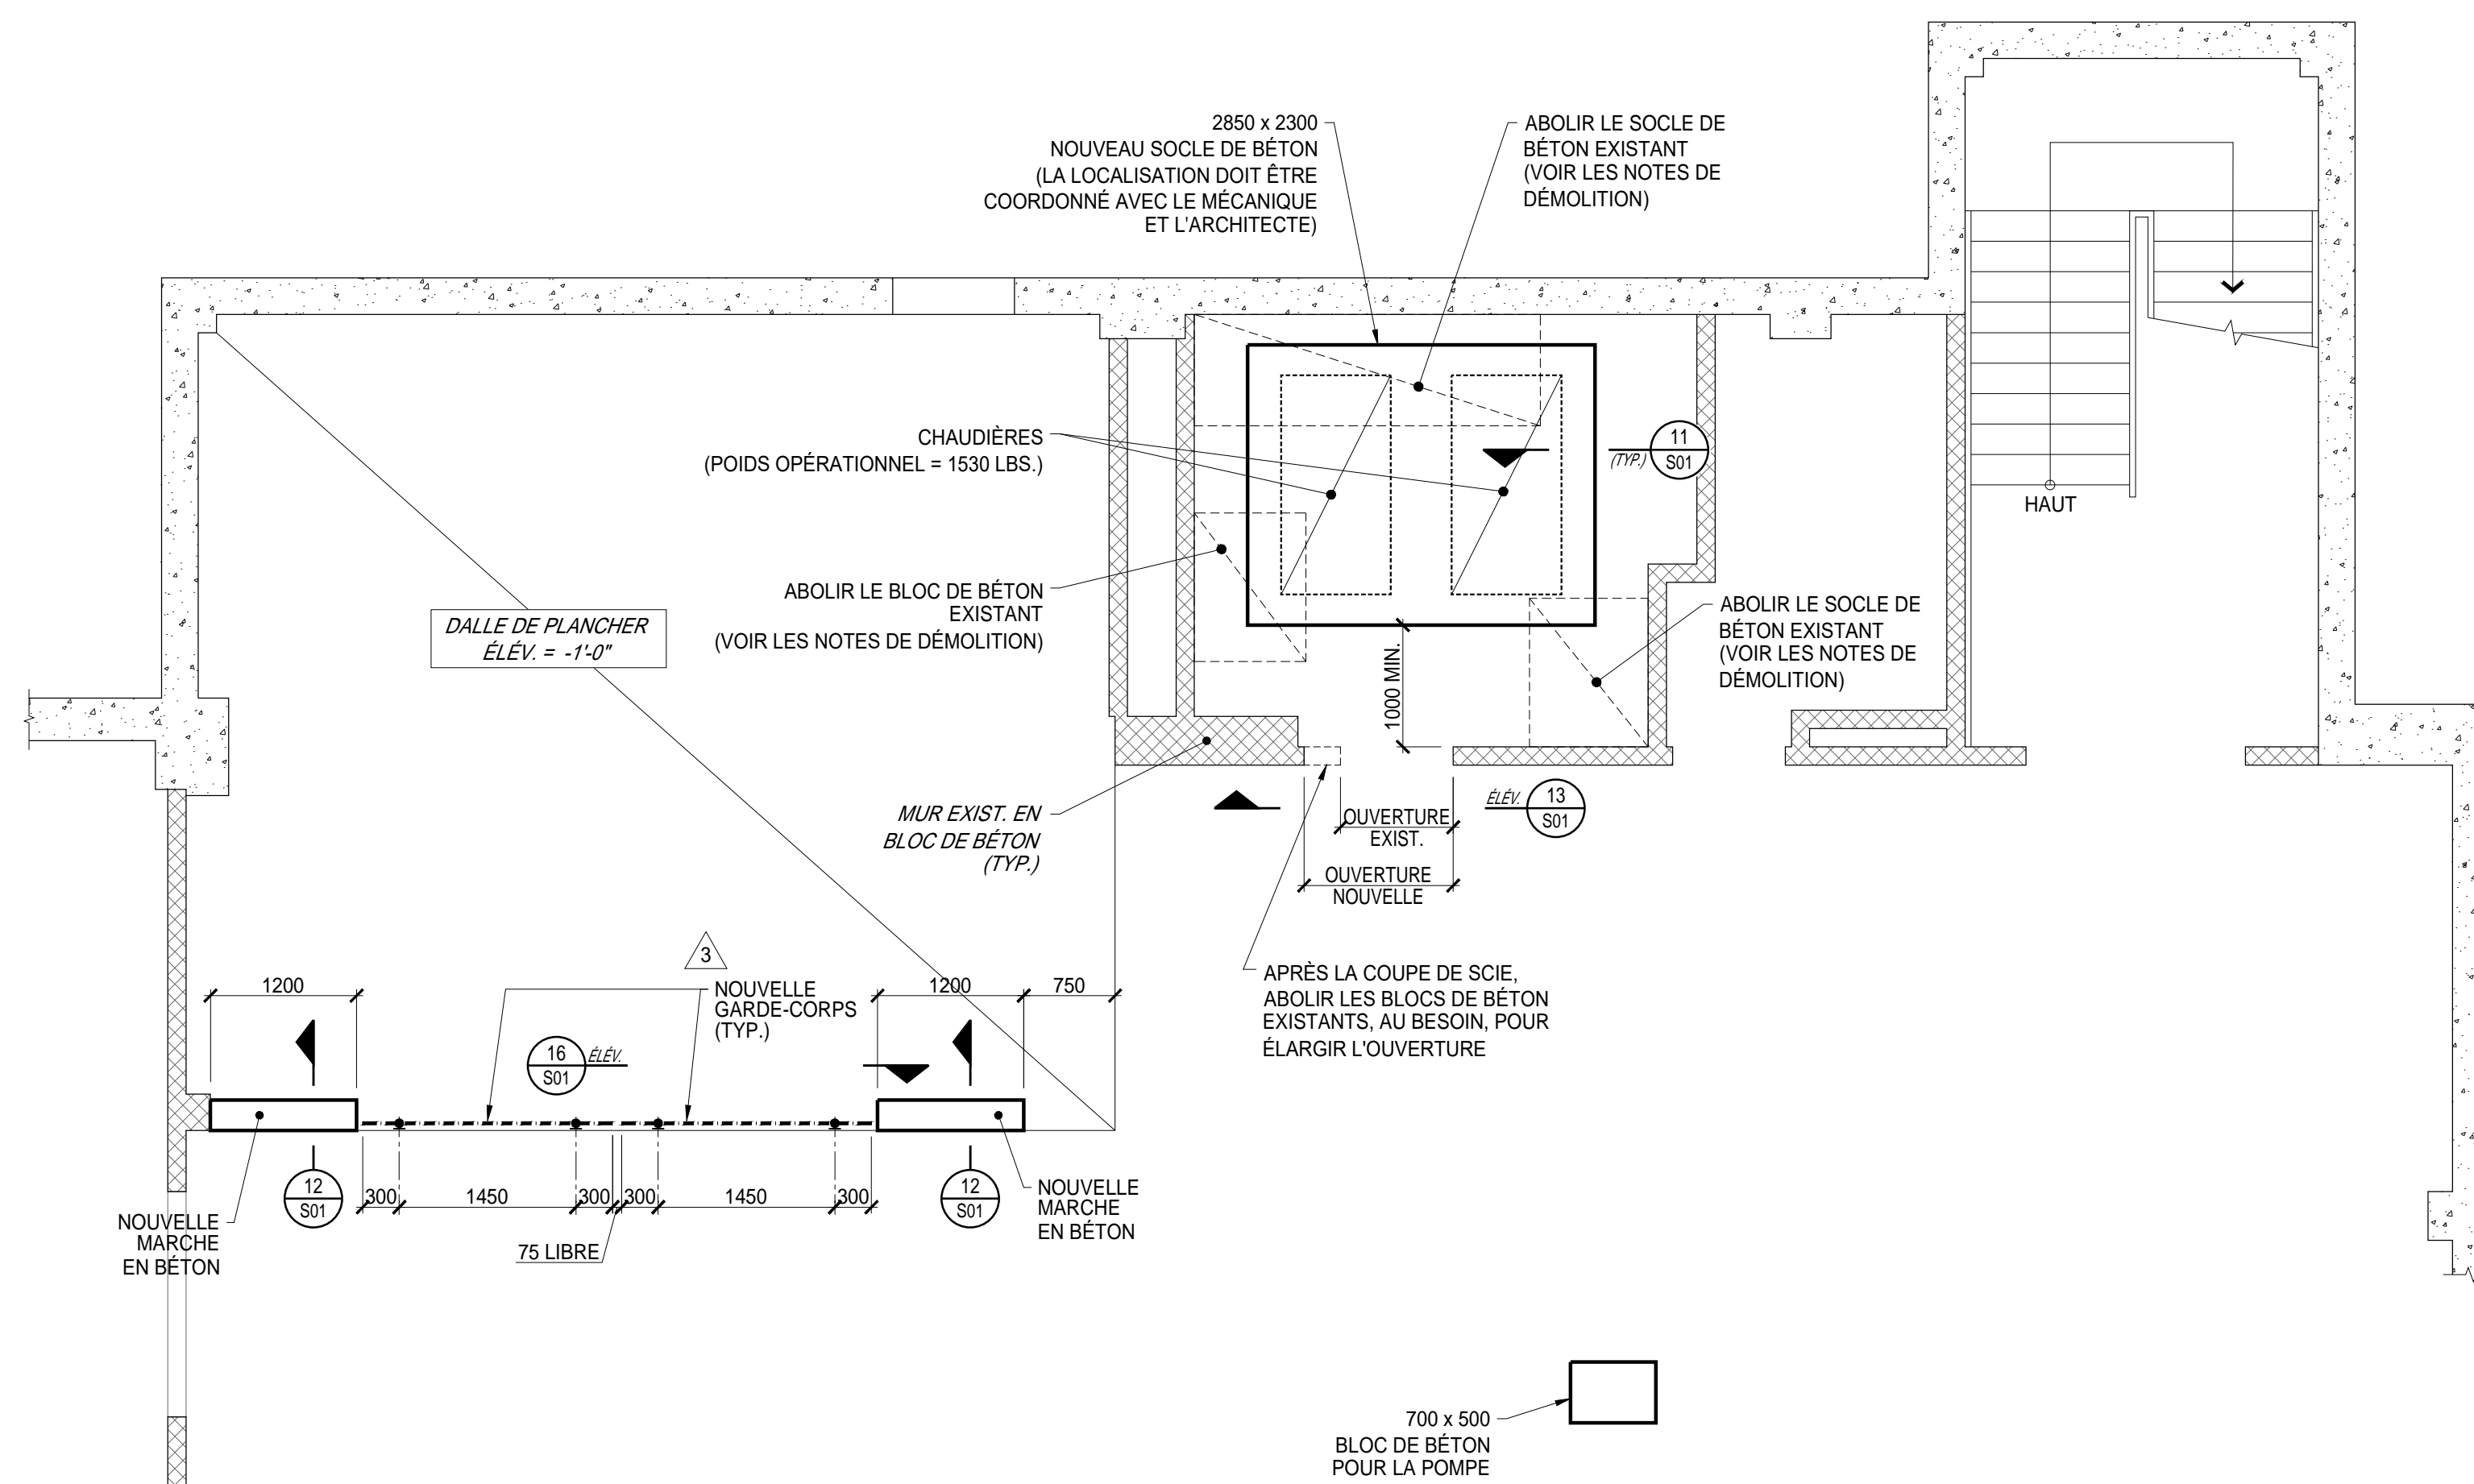 2850 x 2300
NOUVEAU SOCLE DE BÉTON
(LA LOCALISATION DOIT ÊTRE
COORDONNÉ AVEC LE MÉCANIQUE
ET L'ARCHITECTE)
ABOLIR LE SOCLE DE
BÉTON EXISTANT
(VOIR LES NOTES DE
DÉMOLITION)
CHAUDIÈRES
(POIDS OPÉRATIONNEL = 1530 LBS.)
11
(TYP.)
S01
HAUT
ABOLIR LE BLOC DE BÉTON
EXISTANT
(VOIR LES NOTES DE DÉMOLITION)
DALLE DE PLANCHER
ÉLÉV. = -1'-0"
ABOLIR LE SOCLE DE
BÉTON EXISTANT
(VOIR LES NOTES DE
DÉMOLITION)
1000 MIN.
MUR EXIST. EN
BLOC DE BÉTON
(TYP.)
OUVERTURE
EXIST.
ÉLÉV.
13
S01
OUVERTURE
NOUVELLE
3
1200
NOUVELLE
GARDE-CORPS
(TYP.)
1200
750
APRÈS LA COUPE DE SCIE,
ABOLIR LES BLOCS DE BÉTON
EXISTANTS, AU BESOIN, POUR
ÉLARGIR L'OUVERTURE
16
ÉLÉV.
S01
12
S01
300
1450
300
300
1450
300
12
S01
NOUVELLE
MARCHE
EN BÉTON
NOUVELLE
MARCHE
EN BÉTON
75 LIBRE
700 x 500
BLOC DE BÉTON
POUR LA POMPE